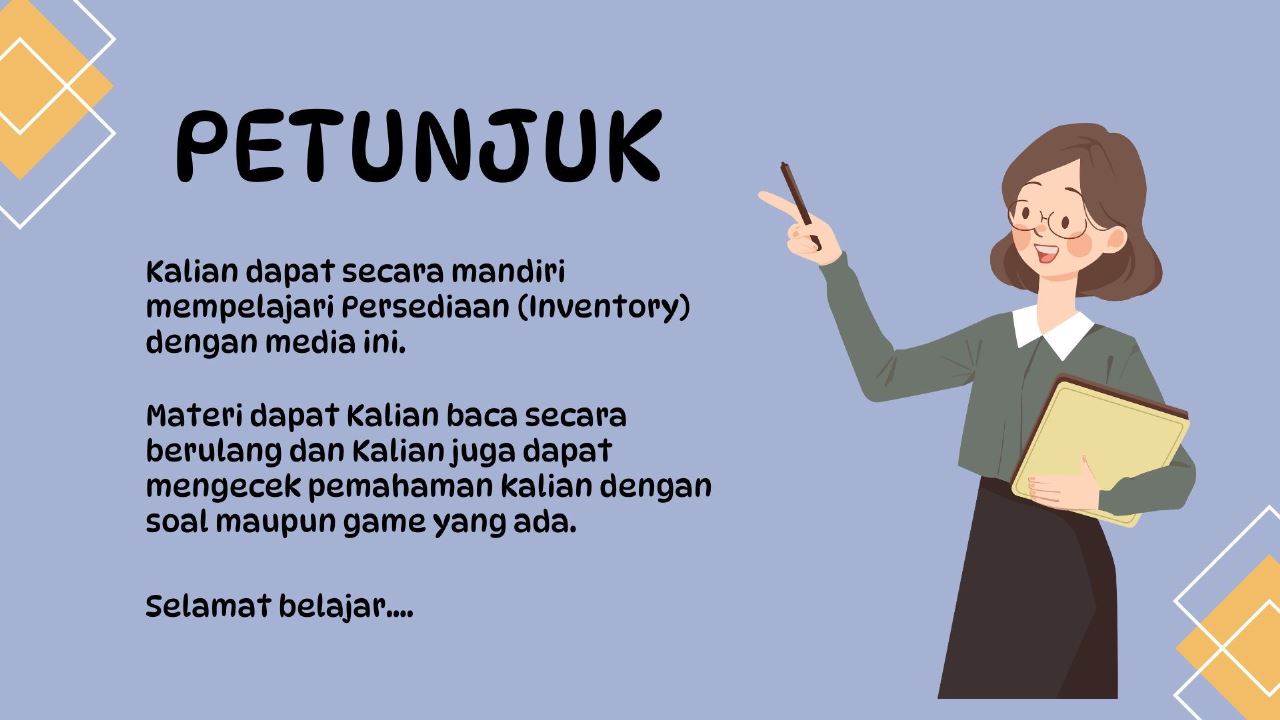 PETUNJUK
Kalian dapat secara mandiri
mempelajari Persediaan (Inventory)
dengan media ini.
Materi dapat Kalian baca secara
berulang dan Kalian juga dapat
mengecek pemahaman kalian dengan
soal maupun game yang ada.
Selamat belajar....